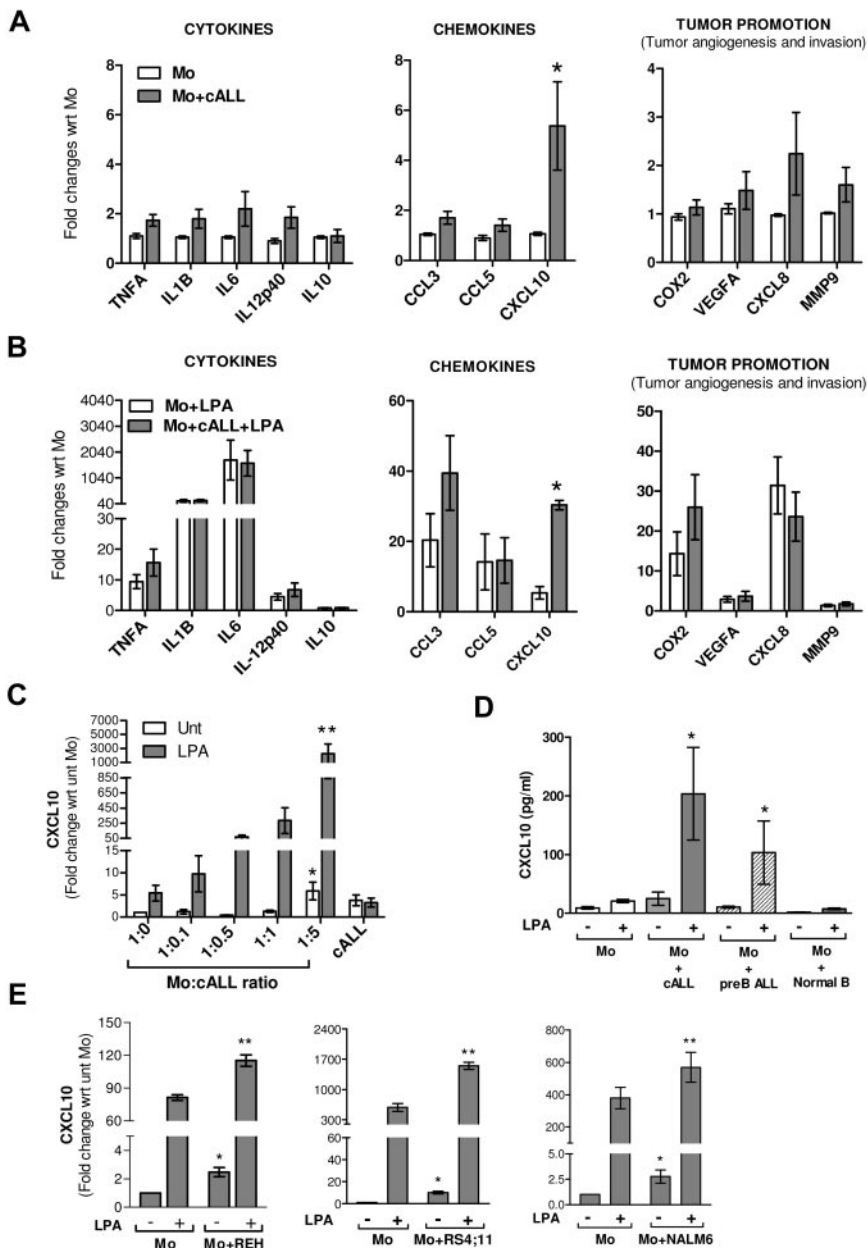 A
CYTOKINES
CHEMOKINES
TUMOR PROMOTION
(Tumor angiogenesis and invasion)
Fold changes wrt Mo
8
6
4
2
0
Mo
Mo+cALL
TNFA
IL1B
IL6
IL12p40
IL10
8
6
4
2
0
*
CCL3
CCL5
CXCL10
4
3
2
1
0
COX2
VEGFA
CXCL8
MMP9
B
CYTOKINES
CHEMOKINES
TUMOR PROMOTION
(Tumor angiogenesis and invasion)
Fold changes wrt Mo
4040
3040
2040
1040
40
30
20
10
0
Mo+LPA
Mo+cALL+LPA
TNFA
IL1B
IL6
IL-12p40
IL10
60
40
20
0
*
CCL3
CCL5
CXCL10
50
40
30
20
10
0
COX2
VEGFA
CXCL8
MMP9
C
CXCL10
(Fold change wrt unt Mo)
7000
5000
3000
1000
850
650
450
250
50
15
10
5
0
Unt
LPA
**
*
1:0
1:0.1
1:0.5
1:1
1:5
cALL
Mo:cALL ratio
D
CXCL10 (pg/ml)
300
200
100
0
*
*
LPA - + - + - + - +
Mo
Mo
+
cALL
Mo
+
preB ALL
Mo
+
Normal B
E
CXCL10
(Fold change wrt unt Mo)
150
120
90
60
4
2
0
*
**
LPA - + - +
Mo Mo+REH
2400
1700
1000
300
60
40
20
0
*
**
LPA - + - +
Mo Mo+RS4;11
800
600
400
200
5.0
2.5
0.0
*
**
LPA - + - +
Mo Mo+NALM6